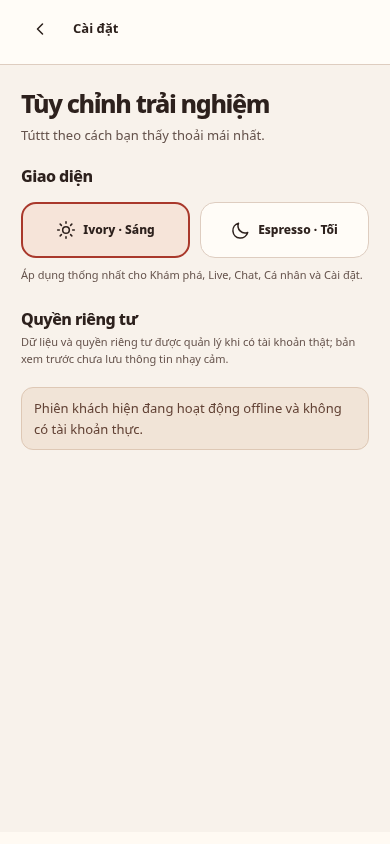 Cài đặt
Tùy chỉnh trải nghiệm
Túttt theo cách bạn thấy thoải mái nhất.
Giao diện
Ivory · Sáng
Espresso · Tối
Áp dụng thống nhất cho Khám phá, Live, Chat, Cá nhân và Cài đặt.
Quyền riêng tư
Dữ liệu và quyền riêng tư được quản lý khi có tài khoản thật; bản
xem trước chưa lưu thông tin nhạy cảm.
Phiên khách hiện đang hoạt động offline và không
có tài khoản thực.